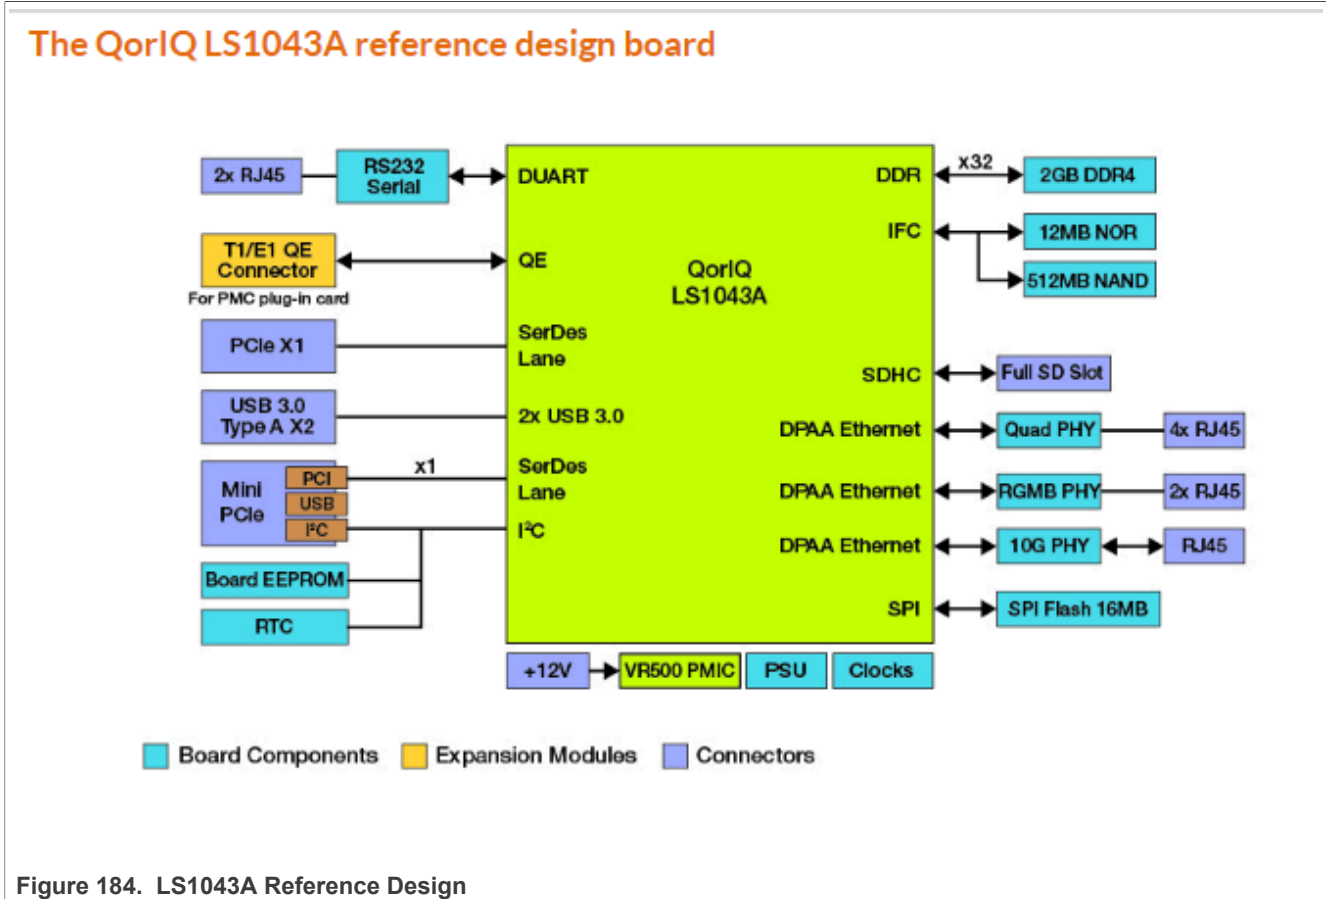 The QorIQ LS1043A reference design board
2x RJ45
RS232
Serial
DUART
T1/E1 QE
Connector
For PMC plug-in card
QE
PCIe X1
SerDes
Lane
USB 3.0
Type A X2
2x USB 3.0
Mini
PCIe
PCI
USB
I²C
x1
SerDes
Lane
I²C
Board EEPROM
RTC
QorIQ
LS1043A
DDR
x32
2GB DDR4
IFC
12MB NOR
512MB NAND
SDHC
Full SD Slot
DPAA Ethernet
Quad PHY
4x RJ45
DPAA Ethernet
RGMB PHY
2x RJ45
DPAA Ethernet
10G PHY
RJ45
SPI
SPI Flash 16MB
+12V
VR500 PMIC
PSU
Clocks
Board Components
Expansion Modules
Connectors
Figure 184. LS1043A Reference Design